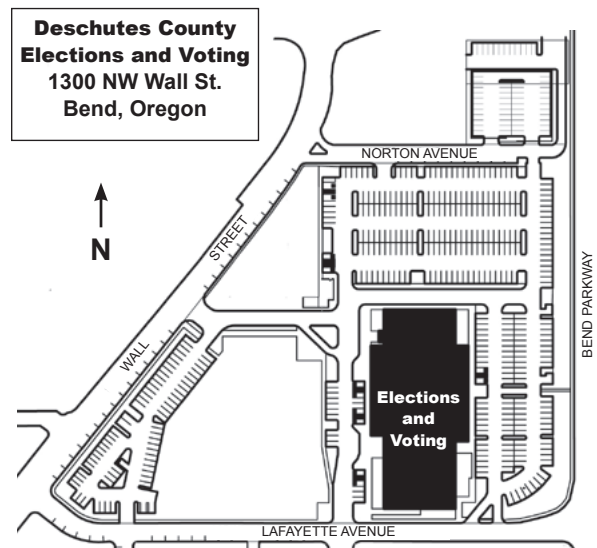 Deschutes County
Elections and Voting
1300 NW Wall St.
Bend, Oregon
NORTON AVENUE
N
STREET
WALL
BEND PARKWAY
Elections
and
Voting
LAFAYETTE AVENUE